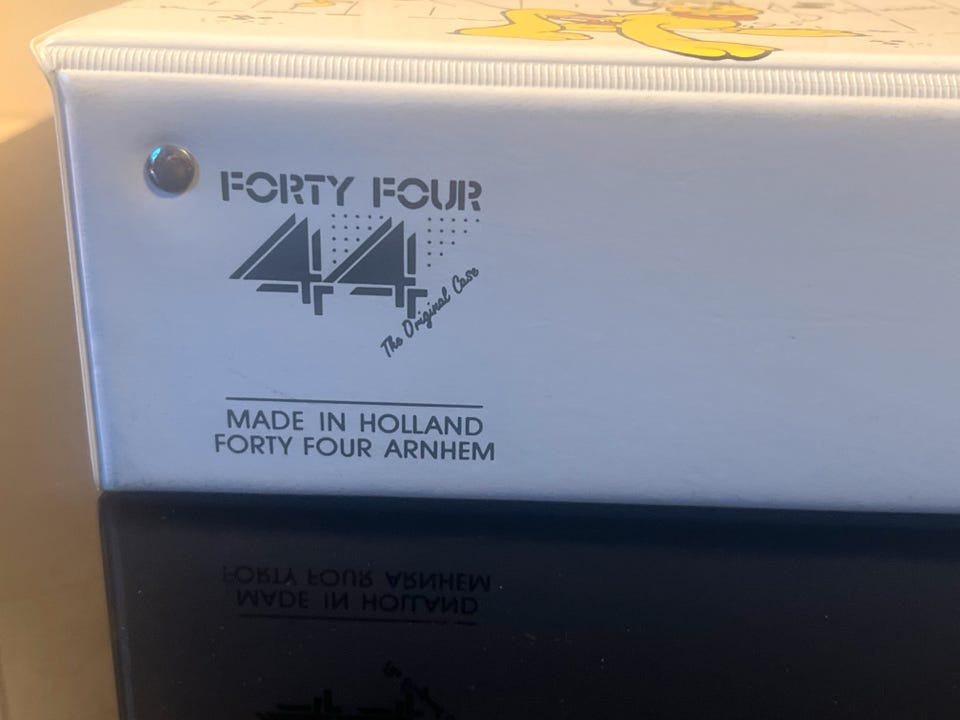 FORTY FOUR
44
The Original Case
MADE IN HOLLAND
FORTY FOUR ARNHEM